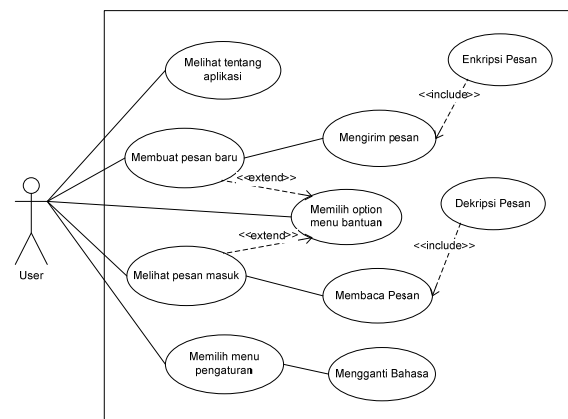 Melihat tentang
aplikasi
Enkripsi Pesan
<<include>>
Membuat pesan baru
Mengirim pesan
<<extend>>
Memilih option
menu bantuan
Dekripsi Pesan
<<extend>>
<<include>>
User
Melihat pesan masuk
Membaca Pesan
Memilih menu
pengaturan
Mengganti Bahasa